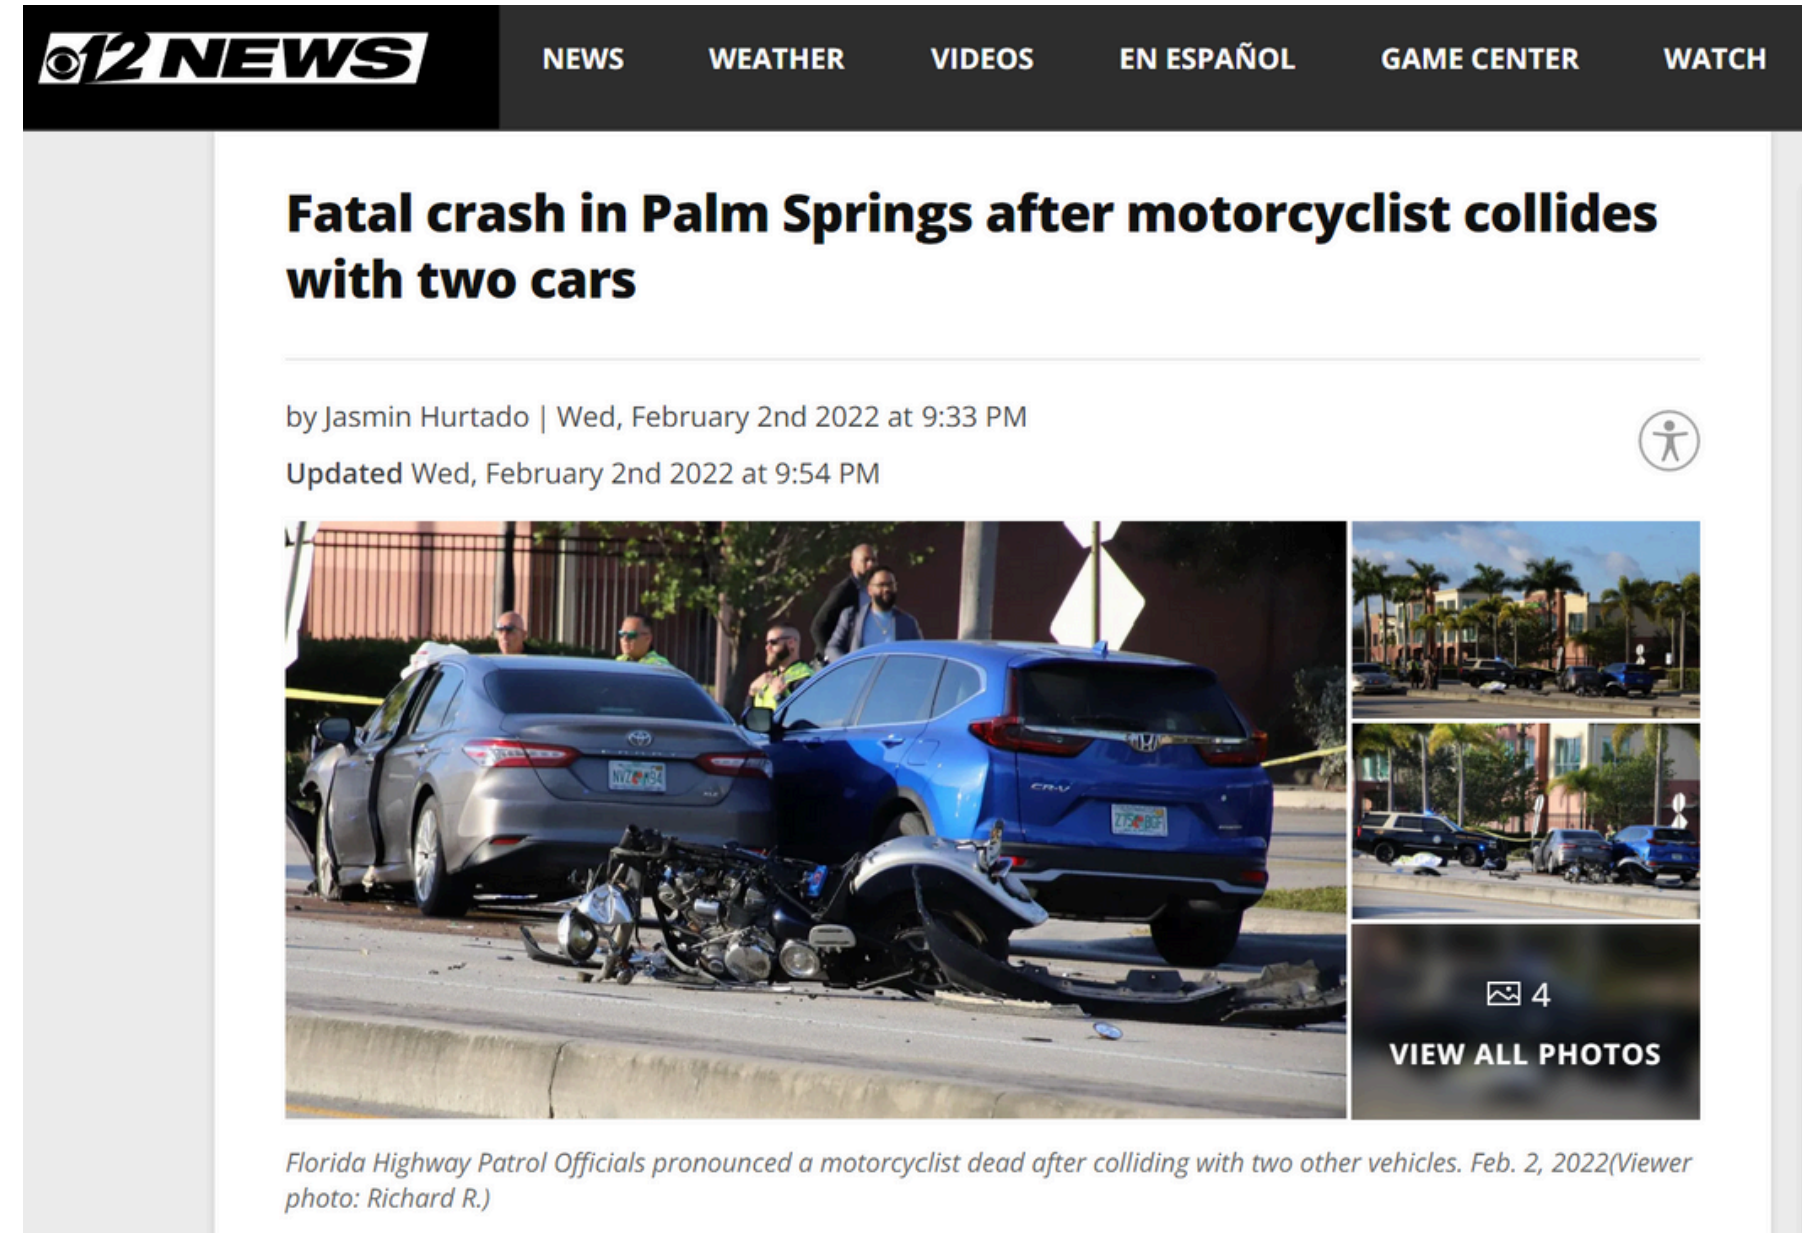 12 NEWS
NEWS WEATHER VIDEOS EN ESPAÑOL GAME CENTER WATCH
Fatal crash in Palm Springs after motorcyclist collides
with two cars
by Jasmin Hurtado | Wed, February 2nd 2022 at 9:33 PM
Updated Wed, February 2nd 2022 at 9:54 PM
CR-V
4
VIEW ALL PHOTOS
Florida Highway Patrol Officials pronounced a motorcyclist dead after colliding with two other vehicles. Feb. 2, 2022(Viewer
photo: Richard R.)